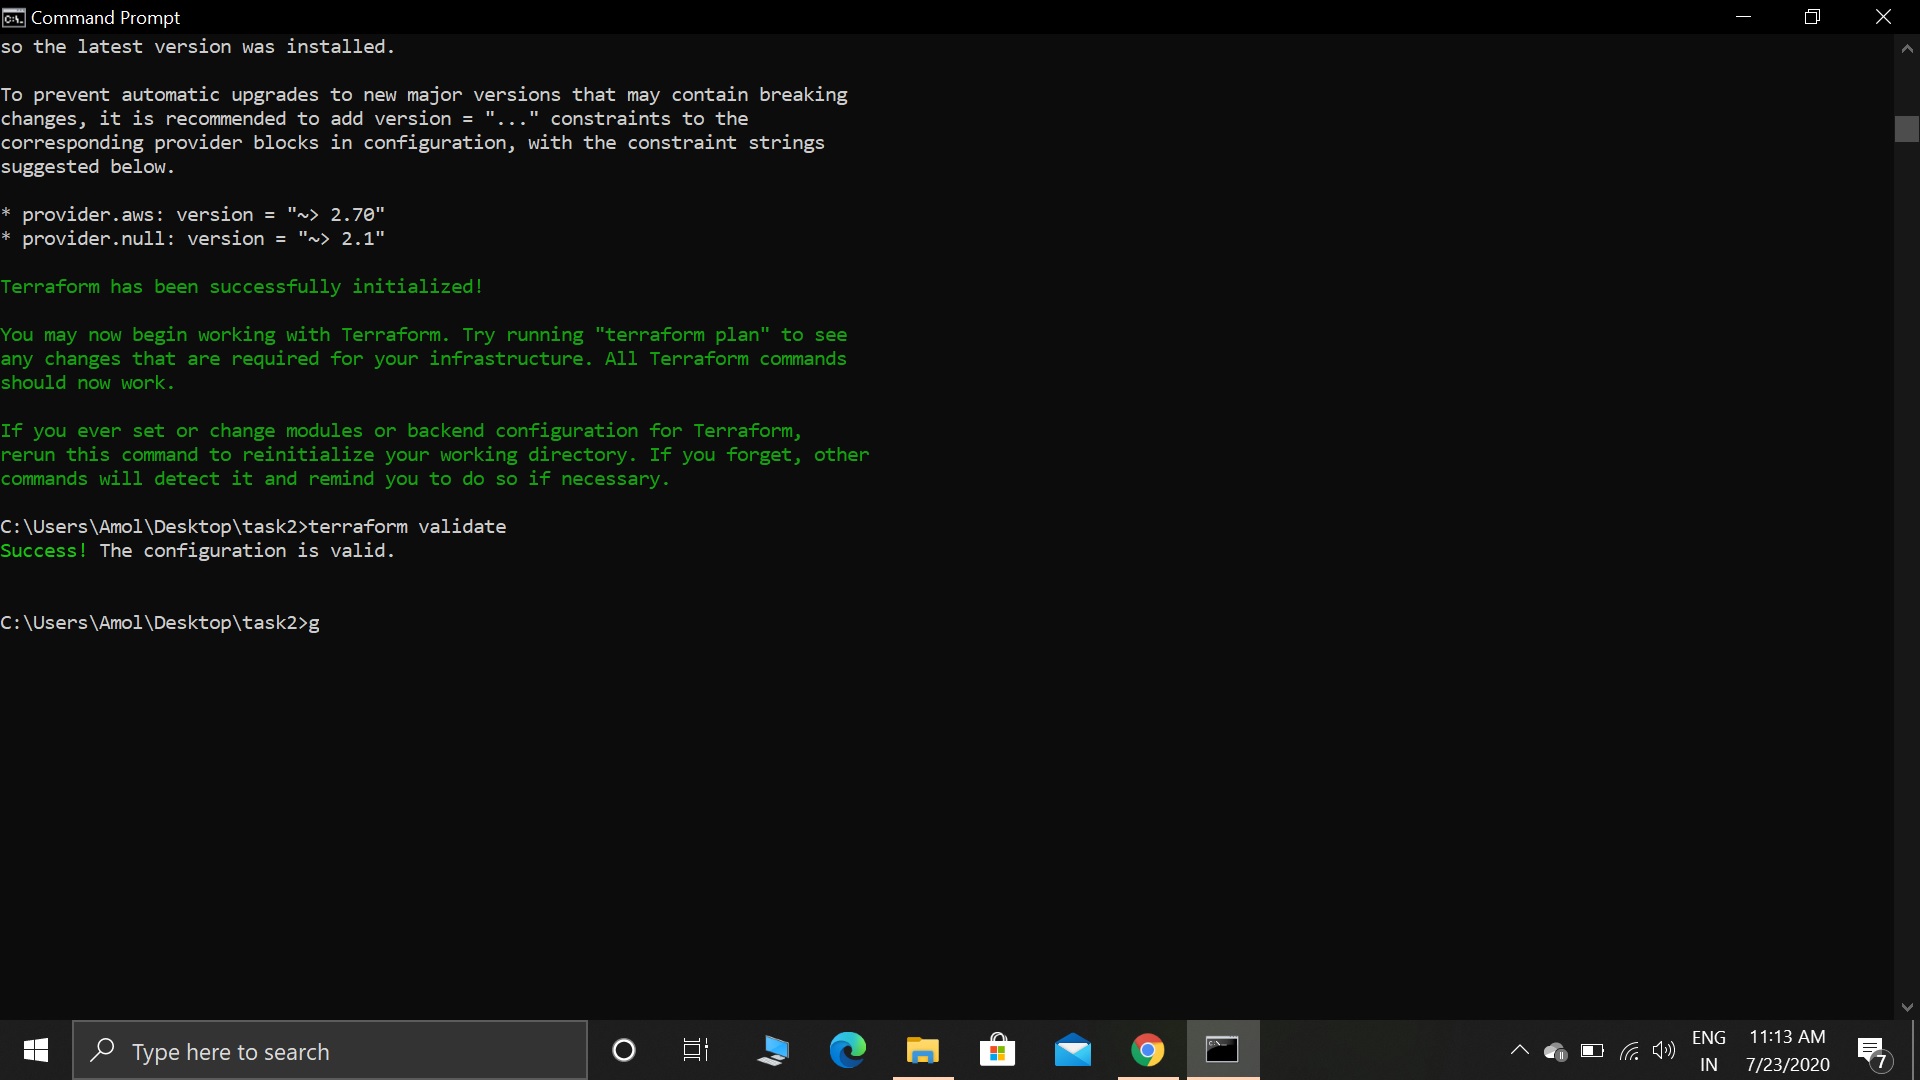 Command Prompt
so the latest version was installed.
To prevent automatic upgrades to new major versions that may contain breaking
changes, it is recommended to add version = "..." constraints to the
corresponding provider blocks in configuration, with the constraint strings
suggested below.
* provider.aws: version = "~> 2.70"
* provider.null: version = "~> 2.1"
Terraform has been successfully initialized!
You may now begin working with Terraform. Try running "terraform plan" to see
any changes that are required for your infrastructure. All Terraform commands
should now work.
If you ever set or change modules or backend configuration for Terraform,
rerun this command to reinitialize your working directory. If you forget, other
commands will detect it and remind you to do so if necessary.
C:\Users\Amol\Desktop\task2>terraform validate
Success! The configuration is valid.
C:\Users\Amol\Desktop\task2>g
Type here to search
ENG
IN
11:13 AM
7/23/2020
7